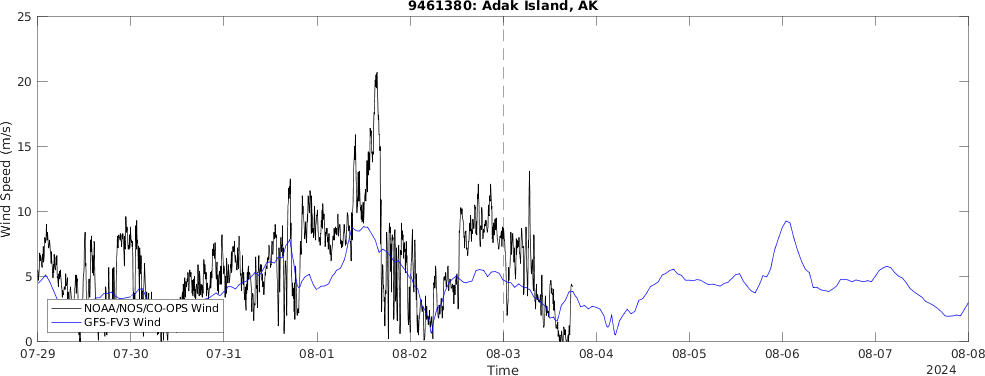 9461380: Adak Island, AK
Wind Speed (m/s)
25
20
15
10
5
0
NOAA/NOS/CO-OPS Wind
GFS-FV3 Wind
07-29 07-30 07-31 08-01 08-02 08-03 08-04 08-05 08-06 08-07 08-08
Time
2024